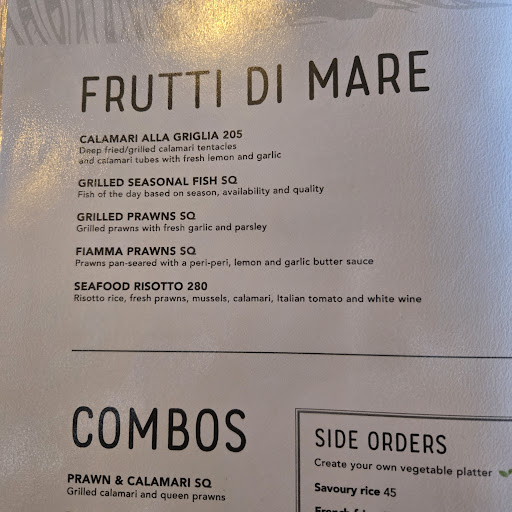 FRUTTI DI MARE
CALAMARI ALLA GRIGLIA 205
Deep fried/grilled calamari tentacles
and calamari tubes with fresh lemon and garlic
GRILLED SEASONAL FISH SQ
Fish of the day based on season, availability and quality
GRILLED PRAWNS SQ
Grilled prawns with fresh garlic and parsley
FIAMMA PRAWNS SQ
Prawns pan-seared with a peri-peri, lemon and garlic butter sauce
SEAFOOD RISOTTO 280
Risotto rice, fresh prawns, mussels, calamari, Italian tomato and white wine
COMBOS
PRAWN & CALAMARI SQ
Grilled calamari and queen prawns
SIDE ORDERS
Create your own vegetable platter
Savoury rice 45